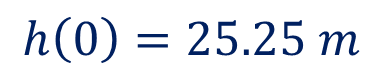 h(0) = 25.25 m